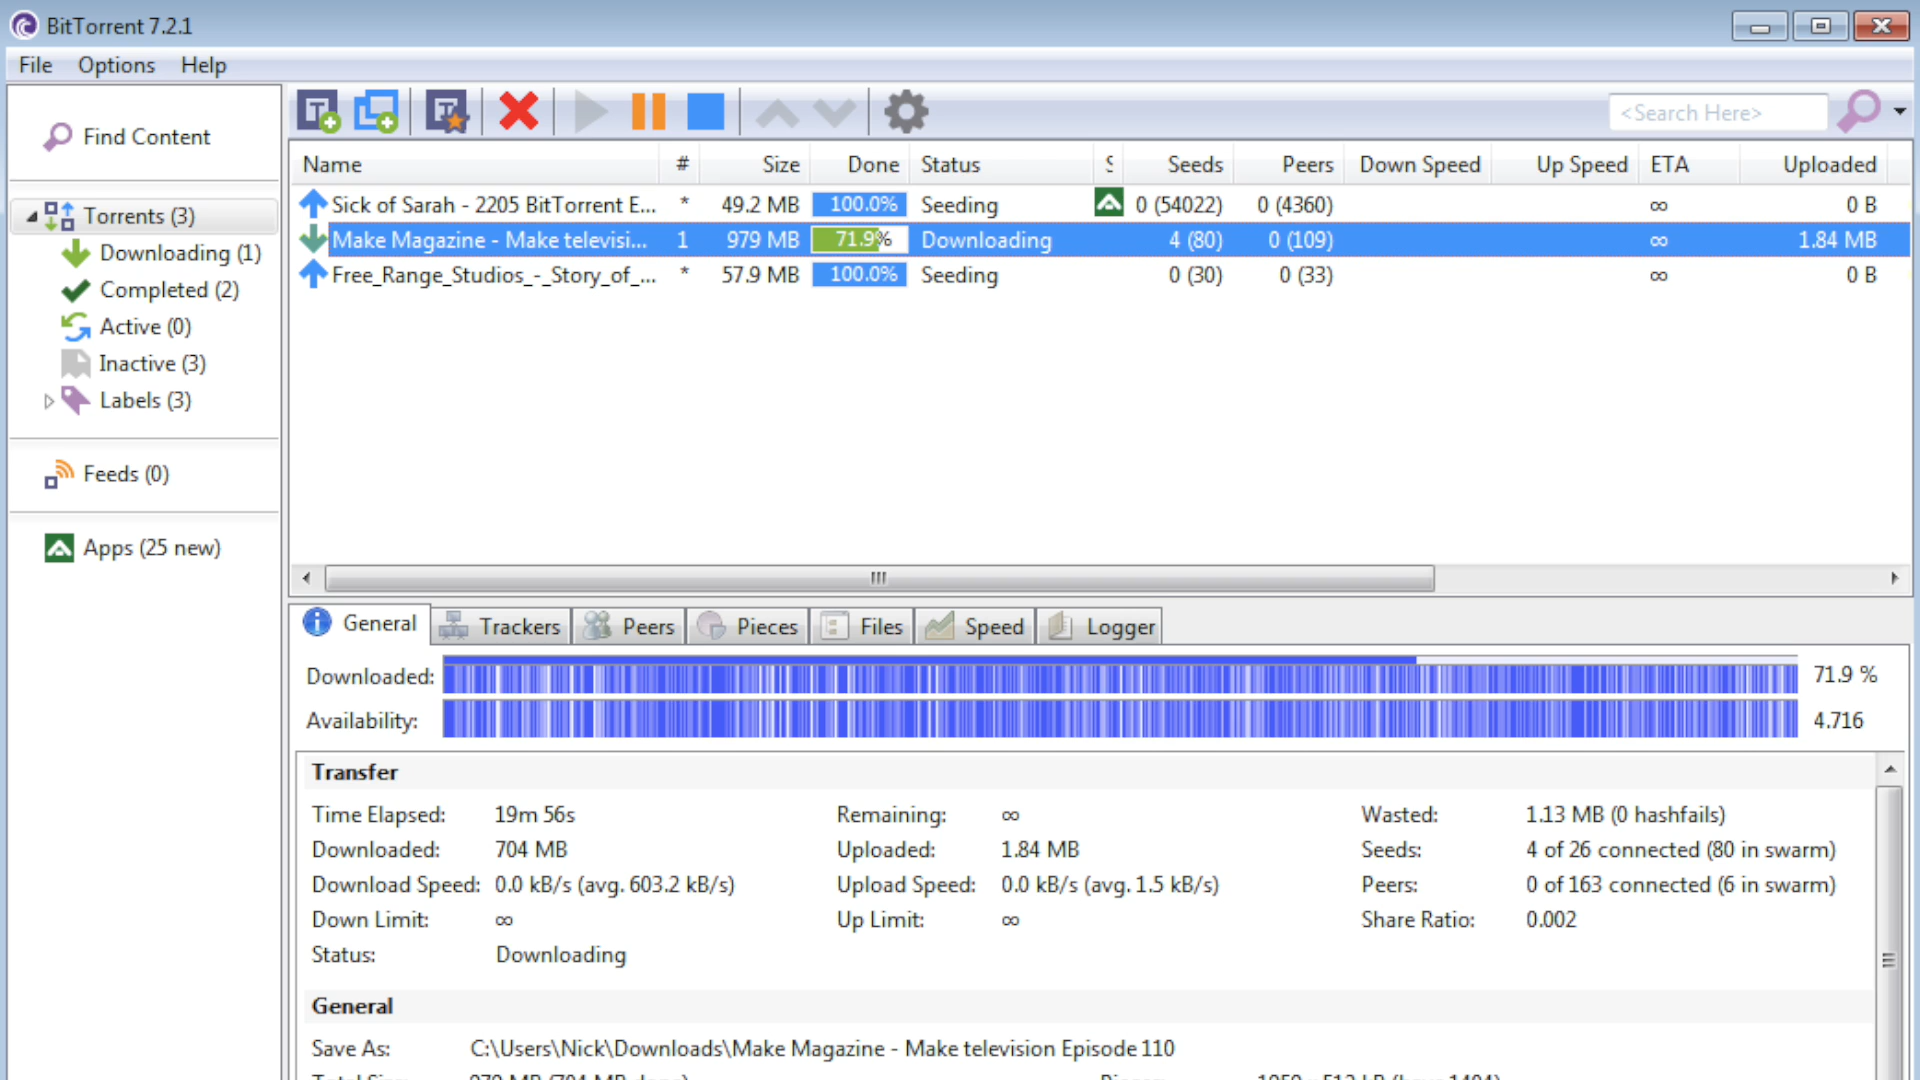 BitTorrent 7.2.1
File Options Help
Find Content
Torrents (3)
Downloading (1)
Completed (2)
Active (0)
Inactive (3)
Labels (3)
Feeds (0)
Apps (25 new)
<Search Here>
Name # Size Done Status S Seeds Peers Down Speed Up Speed ETA Uploaded
Sick of Sarah - 2205 BitTorrent E... * 49.2 MB 100.0% Seeding 0 (54022) 0 (4360) ∞ 0 B
Make Magazine - Make televisi... 1 979 MB 71.9% Downloading 4 (80) 0 (109) ∞ 1.84 MB
Free_Range_Studios_-_Story_of_... * 57.9 MB 100.0% Seeding 0 (30) 0 (33) ∞ 0 B
General Trackers Peers Pieces Files Speed Logger
Downloaded: 71.9 %
Availability: 4.716
Transfer
Time Elapsed: 19m 56s Remaining: ∞ Wasted: 1.13 MB (0 hashfails)
Downloaded: 704 MB Uploaded: 1.84 MB Seeds: 4 of 26 connected (80 in swarm)
Download Speed: 0.0 kB/s (avg. 603.2 kB/s) Upload Speed: 0.0 kB/s (avg. 1.5 kB/s) Peers: 0 of 163 connected (6 in swarm)
Down Limit: ∞ Up Limit: ∞ Share Ratio: 0.002
Status: Downloading
General
Save As: C:\Users\Nick\Downloads\Make Magazine - Make television Episode 110